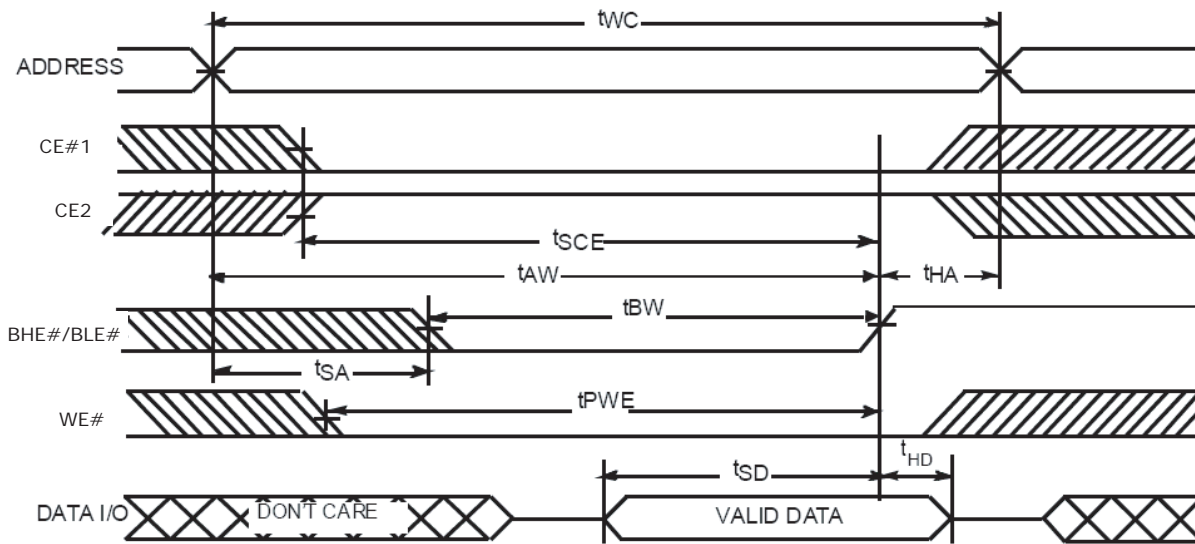 tWC
ADDRESS
CE#1
CE2
tSCE
tAW
tHA
tBW
BHE#/BLE#
tSA
tPWE
WE#
tSD
tHD
DATA I/O
DON'T CARE
VALID DATA